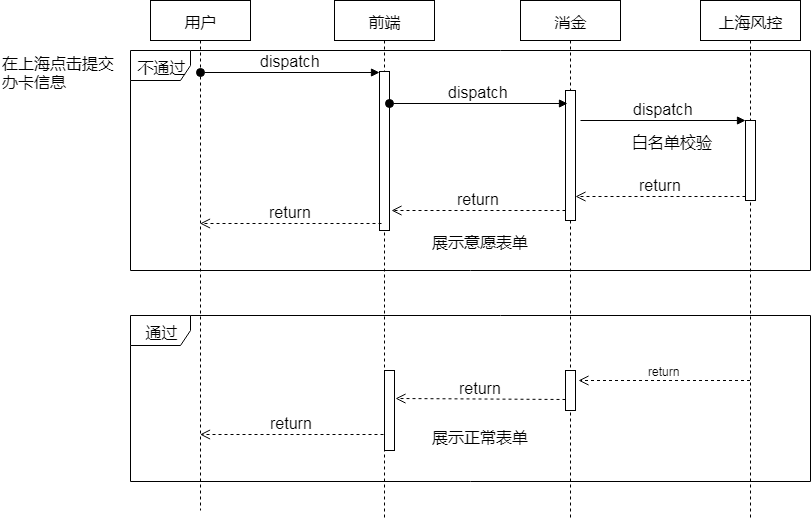 用户
前端
消金
上海风控
在上海点击提交
办卡信息
不通过
dispatch
dispatch
dispatch
白名单校验
return
return
return
展示意愿表单
通过
return
return
return
展示正常表单